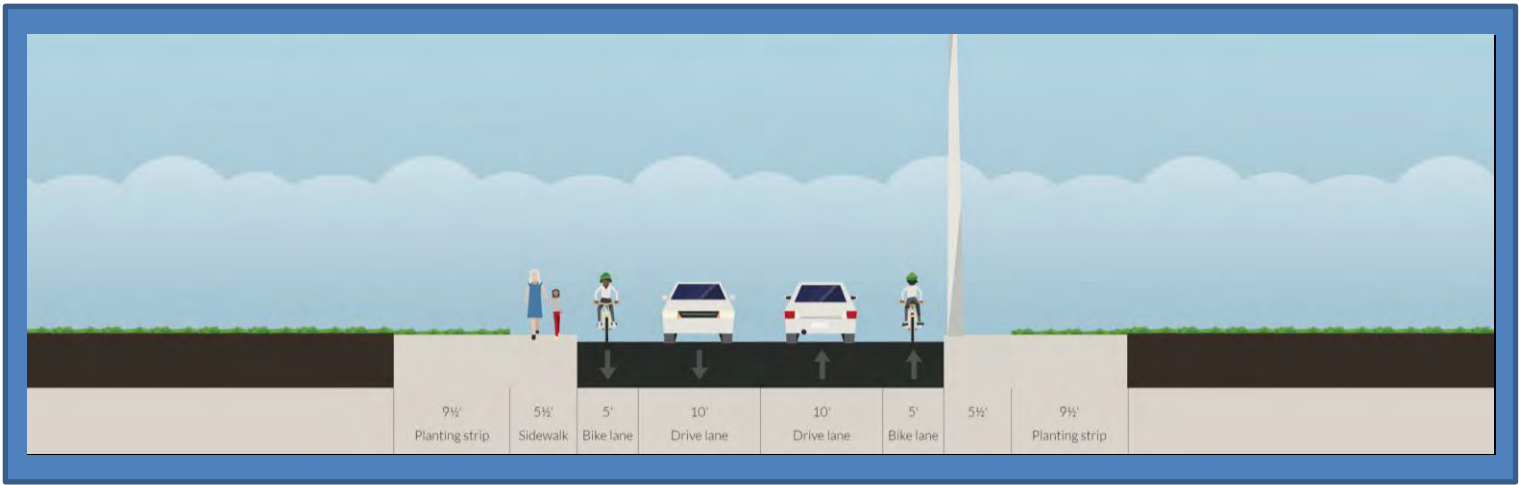 9½' 5½' 5' 10' 10' 5' 5½' 9½'
Planting strip Sidewalk Bike lane Drive lane Drive lane Bike lane Planting strip